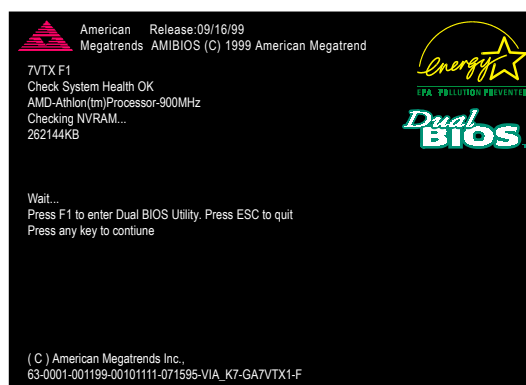 American Release:09/16/99
Megatrends AMIBIOS (C) 1999 American Megatrend
energy
EPA POLLUTION PREVENTER
7VTX F1
Check System Health OK
AMD-Athlon(tm)Processor-900MHz
Checking NVRAM...
262144KB
Dual
BIOS
Wait...
Press F1 to enter Dual BIOS Utility. Press ESC to quit
Press any key to contiune
( C ) American Megatrends Inc.,
63-0001-001199-00101111-071595-VIA_K7-GA7VTX1-F